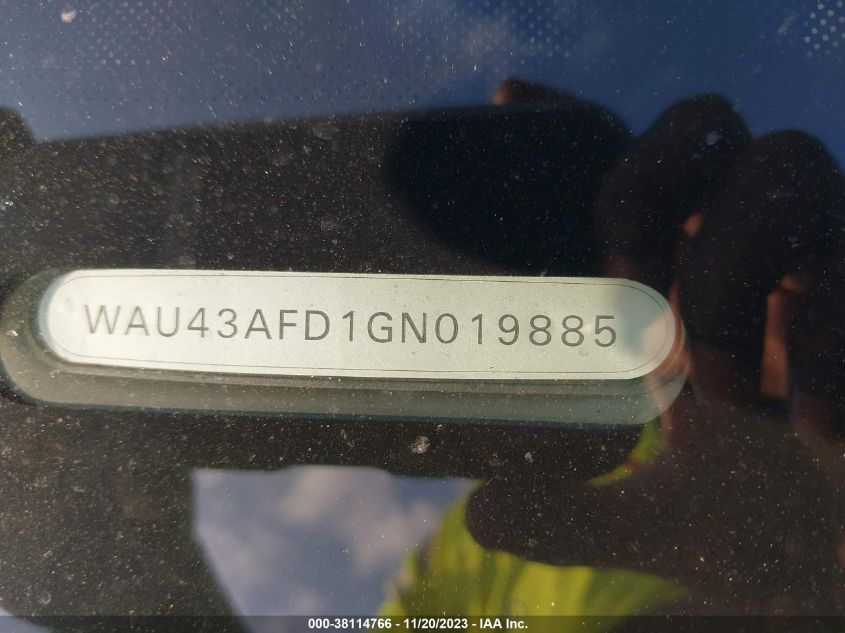 WAU43AFD1GN019885
000-38114766 - 11/20/2023 - IAA Inc.